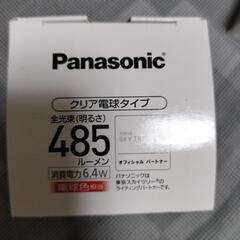 Panasonic
クリア電球タイプ
全光束(明るさ)
485
ルーメン
消費電力6.4W
電球色相当
SKYTREE
オフィシャル パートナー
パナソニックは
東京スカイツリー®の
ライティングパートナーです。